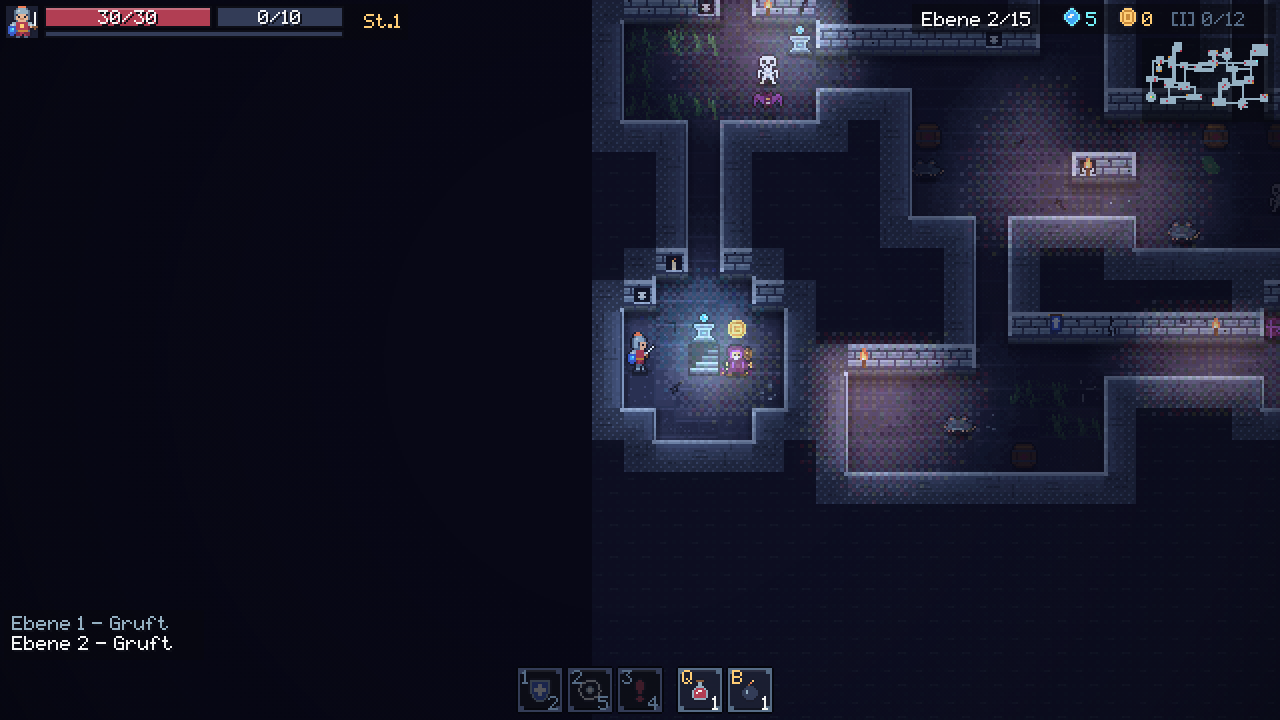 30/30 0/10 St.1 Ebene 2/15 5 0 0/12
Ebene 1 – Gruft
Ebene 2 – Gruft
1 2 2 5 3 4 Q 1 B 1